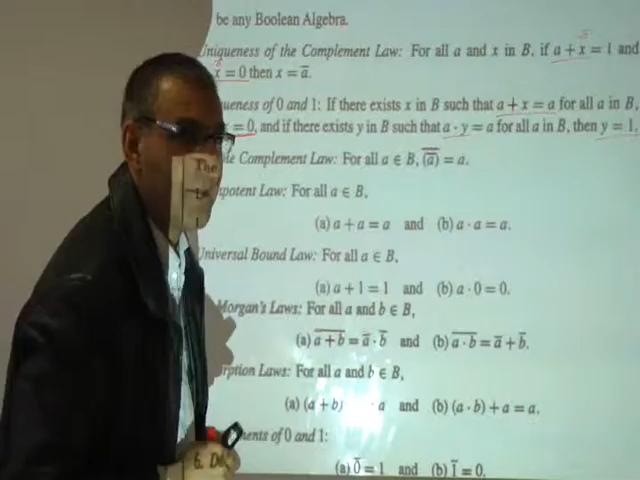 be any Boolean Algebra.
Uniqueness of the Complement Law: For all a and x in B, if a + x = 1 and
x = 0 then x = a̅.
ueness of 0 and 1: If there exists x in B such that a + x = a for all a in B,
= 0, and if there exists y in B such that a · y = a for all a in B, then y = 1.
le Complement Law: For all a ∈ B, (a̅)̅ = a.
potent Law: For all a ∈ B,
(a) a + a = a and (b) a · a = a.
Universal Bound Law: For all a ∈ B,
(a) a + 1 = 1 and (b) a · 0 = 0.
Morgan's Laws: For all a and b ∈ B,
(a) a̅ ̅+̅ ̅b̅ = a̅ · b̅ and (b) a̅ ̅·̅ ̅b̅ = a̅ + b̅.
rption Laws: For all a and b ∈ B,
(a) (a + b) · a and (b) (a · b) + a = a.
ments of 0 and 1:
(a) 0̅ = 1 and (b) 1̅ = 0.
The
6. D